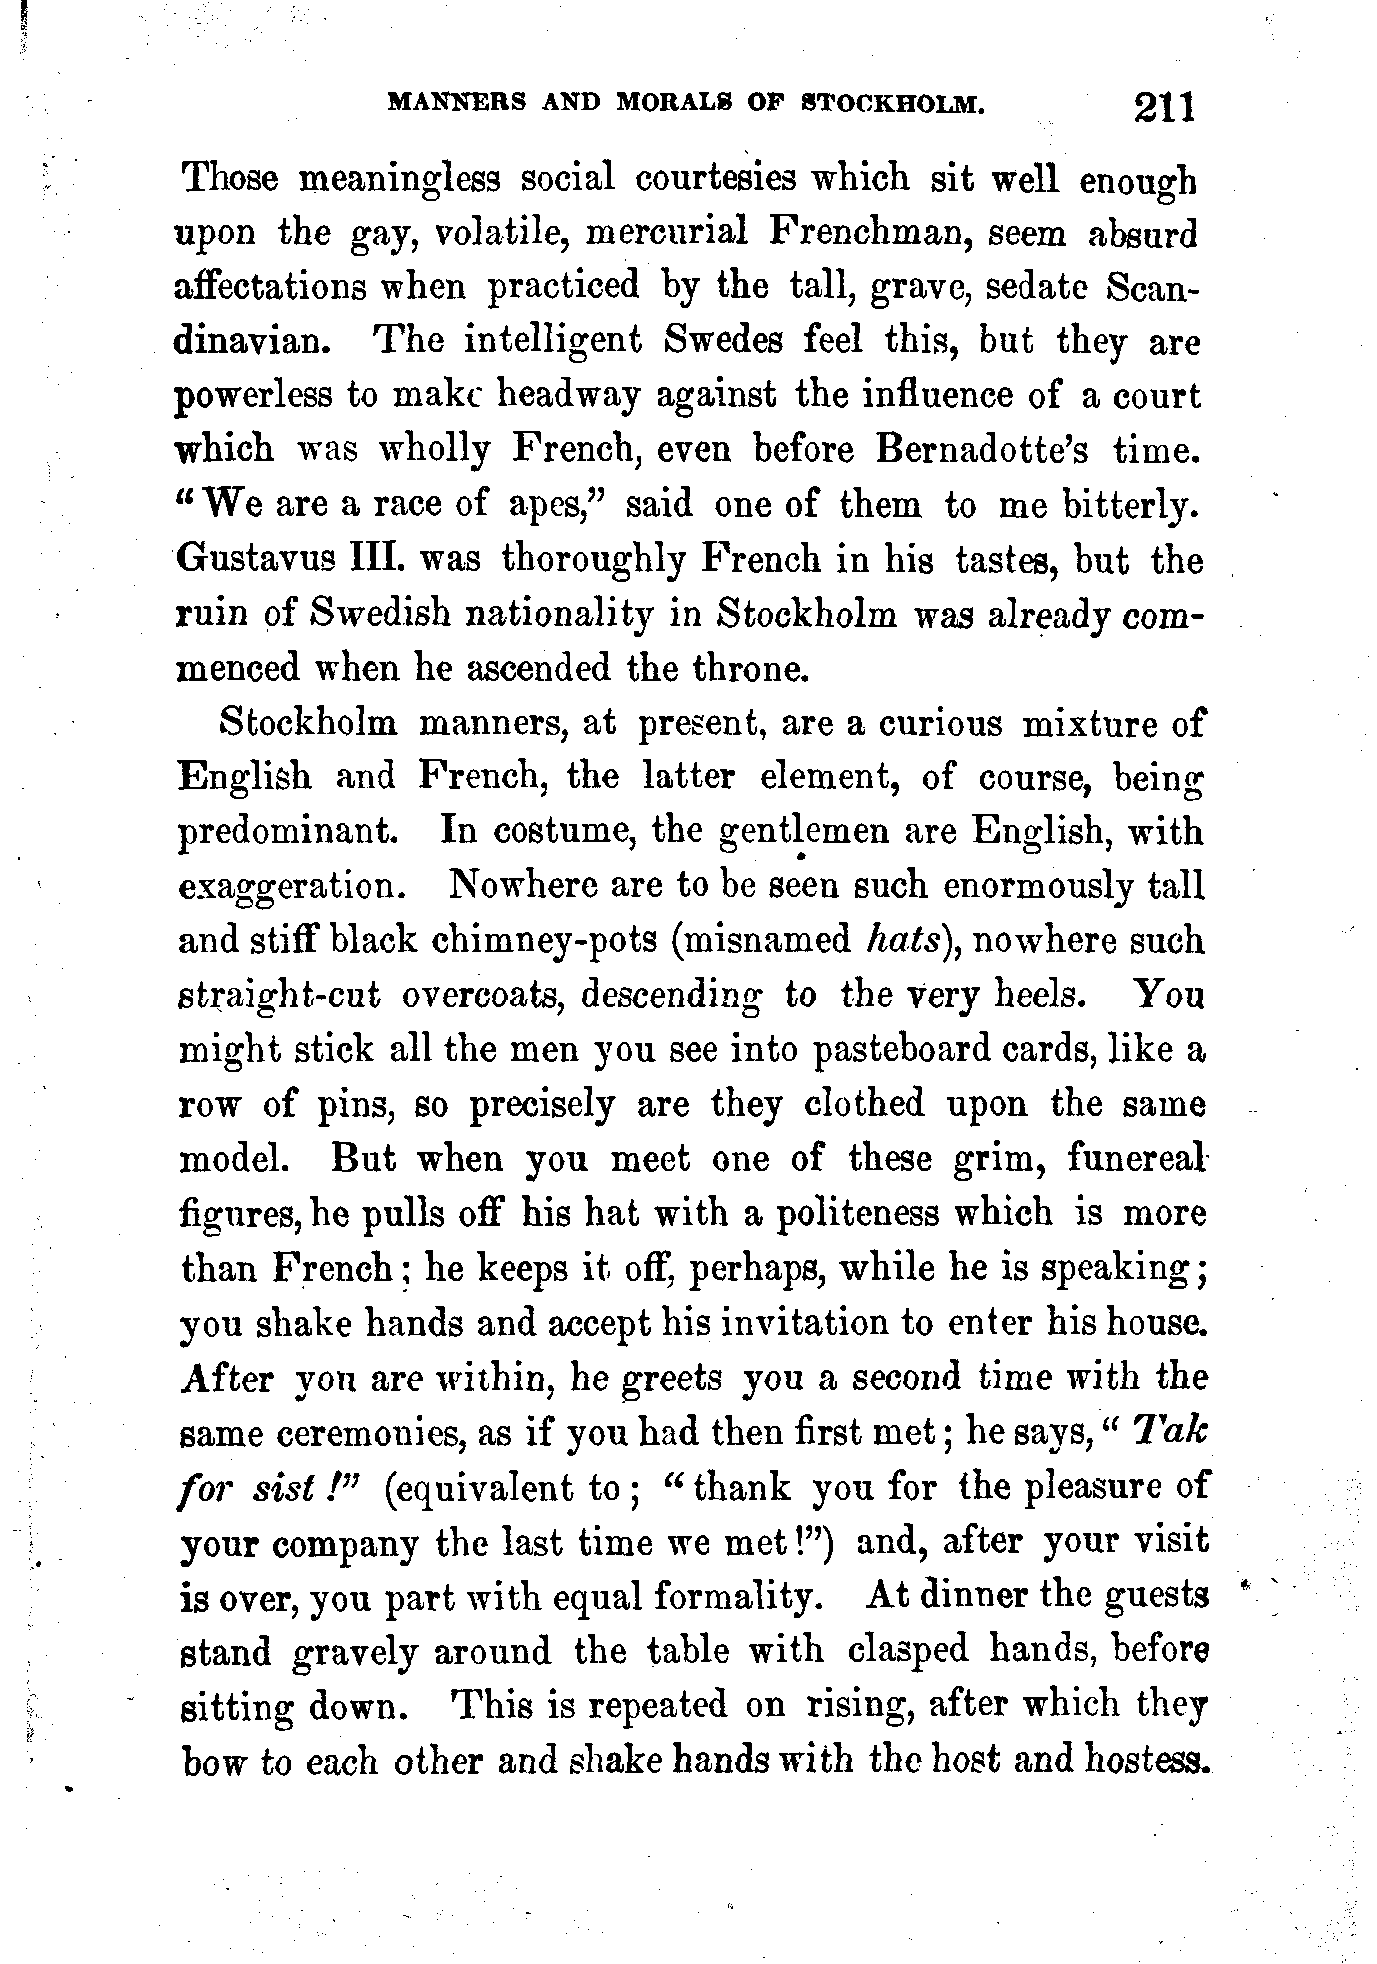 MANNERS AND MORALS OF STOCKHOLM. 211
Those meaningless social courtesies which sit well enough
upon the gay, volatile, mercurial Frenchman, seem absurd
affectations when practiced by the tall, grave, sedate Scan-
dinavian. The intelligent Swedes feel this, but they are
powerless to make headway against the influence of a court
which was wholly French, even before Bernadotte's time.
"We are a race of apes," said one of them to me bitterly.
Gustavus III. was thoroughly French in his tastes, but the
ruin of Swedish nationality in Stockholm was already com-
menced when he ascended the throne.
Stockholm manners, at present, are a curious mixture of
English and French, the latter element, of course, being
predominant. In costume, the gentlemen are English, with
exaggeration. Nowhere are to be seen such enormously tall
and stiff black chimney-pots (misnamed hats), nowhere such
straight-cut overcoats, descending to the very heels. You
might stick all the men you see into pasteboard cards, like a
row of pins, so precisely are they clothed upon the same
model. But when you meet one of these grim, funereal
figures, he pulls off his hat with a politeness which is more
than French; he keeps it off, perhaps, while he is speaking;
you shake hands and accept his invitation to enter his house.
After you are within, he greets you a second time with the
same ceremonies, as if you had then first met; he says, "Tak
for sist!" (equivalent to; "thank you for the pleasure of
your company the last time we met!") and, after your visit
is over, you part with equal formality. At dinner the guests
stand gravely around the table with clasped hands, before
sitting down. This is repeated on rising, after which they
bow to each other and shake hands with the host and hostess.